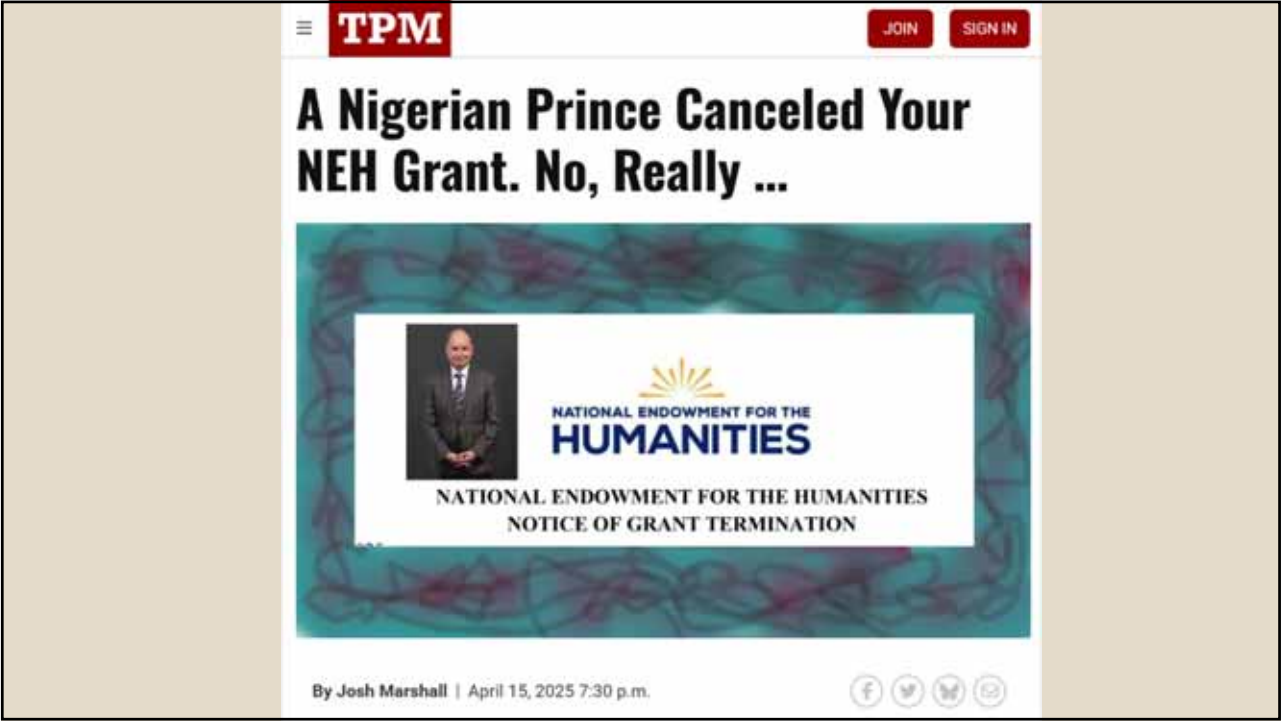 TPM
JOIN
SIGN IN
A Nigerian Prince Canceled Your
NEH Grant. No, Really ...
NATIONAL ENDOWMENT FOR THE
HUMANITIES
NATIONAL ENDOWMENT FOR THE HUMANITIES
NOTICE OF GRANT TERMINATION
By Josh Marshall | April 15, 2025 7:30 p.m.